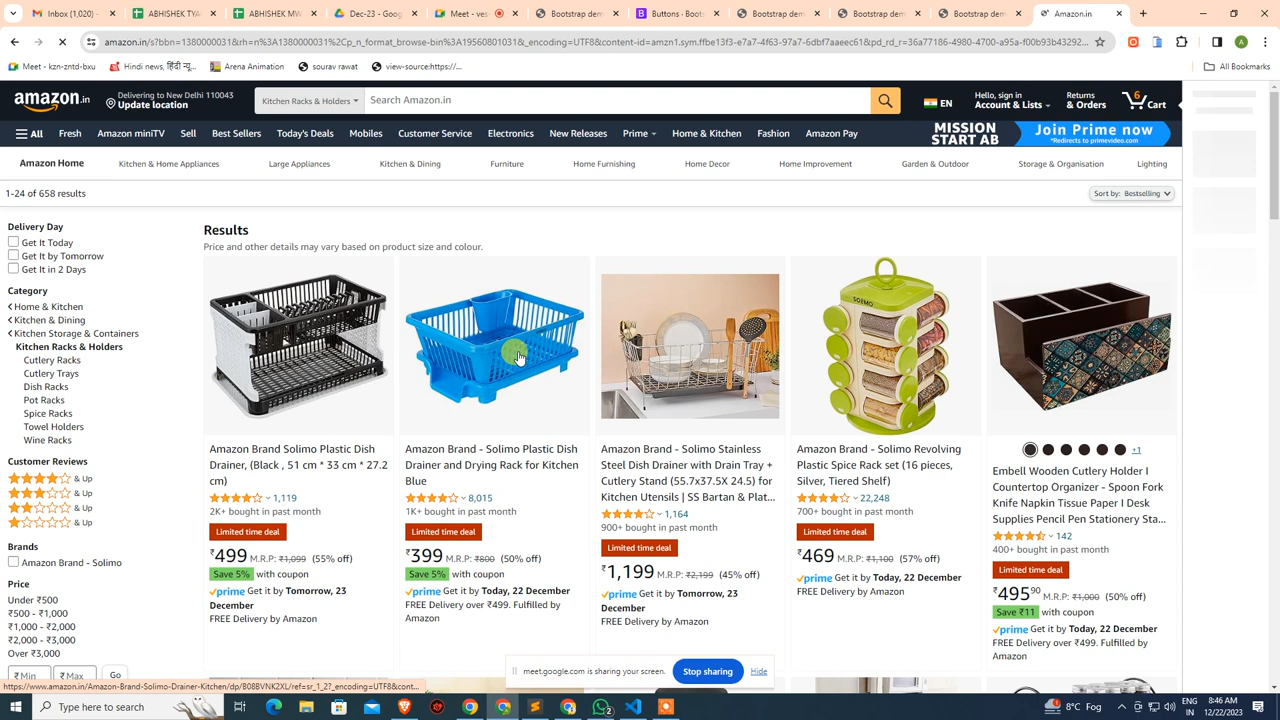 Inbox (1,020) -
ABHISHEK TYA
ABHISHEK MW
Dec-23 - Goog
Meet - ves
Bootstrap dem
Buttons · Boots
Bootstrap dem
Bootstrap dem
Bootstrap dem
Amazon.in
amazon.in/s?bbn=1380000031&rh=n%3A1380000031%2Cp_n_format_browse-bin%3A19560801031&_encoding=UTF8&content-id=amzn1.sym.ffbe13f3-e7a7-4f63-97a7-6dbf7aaeec61&pd_rd_r=36a77186-4980-4700-a95a-f00b93b43292...
Meet - kzn-zntd-bxu
Hindi news, हिंदी न्यू...
Arena Animation
sourav rawat
view-source:https:/...
All Bookmarks
amazon.in
Delivering to New Delhi 110043
Update location
Kitchen Racks & Holders
Search Amazon.in
EN
Hello, sign in
Account & Lists
Returns
& Orders
6
Cart
All
Fresh
Amazon miniTV
Sell
Best Sellers
Today's Deals
Mobiles
Customer Service
Electronics
New Releases
Prime
Home & Kitchen
Fashion
Amazon Pay
MISSION
START AB
Join Prime now
*Redirects to primevideo.com
Amazon Home
Kitchen & Home Appliances
Large Appliances
Kitchen & Dining
Furniture
Home Furnishing
Home Decor
Home Improvement
Garden & Outdoor
Storage & Organisation
Lighting
1-24 of 658 results
Sort by: Bestselling
Delivery Day
Get It Today
Get It by Tomorrow
Get It in 2 Days
Category
Home & Kitchen
Kitchen & Dining
Kitchen Storage & Containers
Kitchen Racks & Holders
Cutlery Racks
Cutlery Trays
Dish Racks
Pot Racks
Spice Racks
Towel Holders
Wine Racks
Customer Reviews
& Up
& Up
& Up
& Up
Brands
Amazon Brand - Solimo
Price
Under ₹500
₹500 - ₹1,000
₹1,000 - ₹2,000
₹2,000 - ₹3,000
Over ₹3,000
₹Min
₹Max
Go
Results
Price and other details may vary based on product size and colour.
Amazon Brand Solimo Plastic Dish
Drainer, (Black , 51 cm * 33 cm * 27.2
cm)
1,119
2K+ bought in past month
Limited time deal
₹499 M.R.P: ₹1,099 (55% off)
Save 5% with coupon
prime Get it by Tomorrow, 23
December
FREE Delivery by Amazon
Amazon Brand - Solimo Plastic Dish
Drainer and Drying Rack for Kitchen
Blue
8,015
1K+ bought in past month
Limited time deal
₹399 M.R.P: ₹800 (50% off)
Save 5% with coupon
prime Get it by Today, 22 December
FREE Delivery over ₹499. Fulfilled by
Amazon
Amazon Brand - Solimo Stainless
Steel Dish Drainer with Drain Tray +
Cutlery Stand (55.7x37.5X 24.5) for
Kitchen Utensils | SS Bartan & Plat...
1,164
900+ bought in past month
Limited time deal
₹1,199 M.R.P: ₹2,199 (45% off)
prime Get it by Tomorrow, 23
December
FREE Delivery by Amazon
SOLIMO
Amazon Brand - Solimo Revolving
Plastic Spice Rack set (16 pieces,
Silver, Tiered Shelf)
22,248
700+ bought in past month
Limited time deal
₹469 M.R.P: ₹1,100 (57% off)
prime Get it by Today, 22 December
FREE Delivery by Amazon
+1
Embell Wooden Cutlery Holder I
Countertop Organizer - Spoon Fork
Knife Napkin Tissue Paper I Desk
Supplies Pencil Pen Stationery Sta...
142
400+ bought in past month
Limited time deal
₹495.90 M.R.P: ₹1,000 (50% off)
Save ₹11 with coupon
prime Get it by Today, 22 December
FREE Delivery over ₹499. Fulfilled by
Amazon
meet.google.com is sharing your screen.
Stop sharing
Hide
https://www.amazon.in/Amazon-Brand-Solimo-Drainer-Kitchen/dp/B08BVNK2XL/ref=sr_1_2?_encoding=UTF8&cont...
Type here to search
8°C Fog
ENG
IN
8:46 AM
12/22/2023